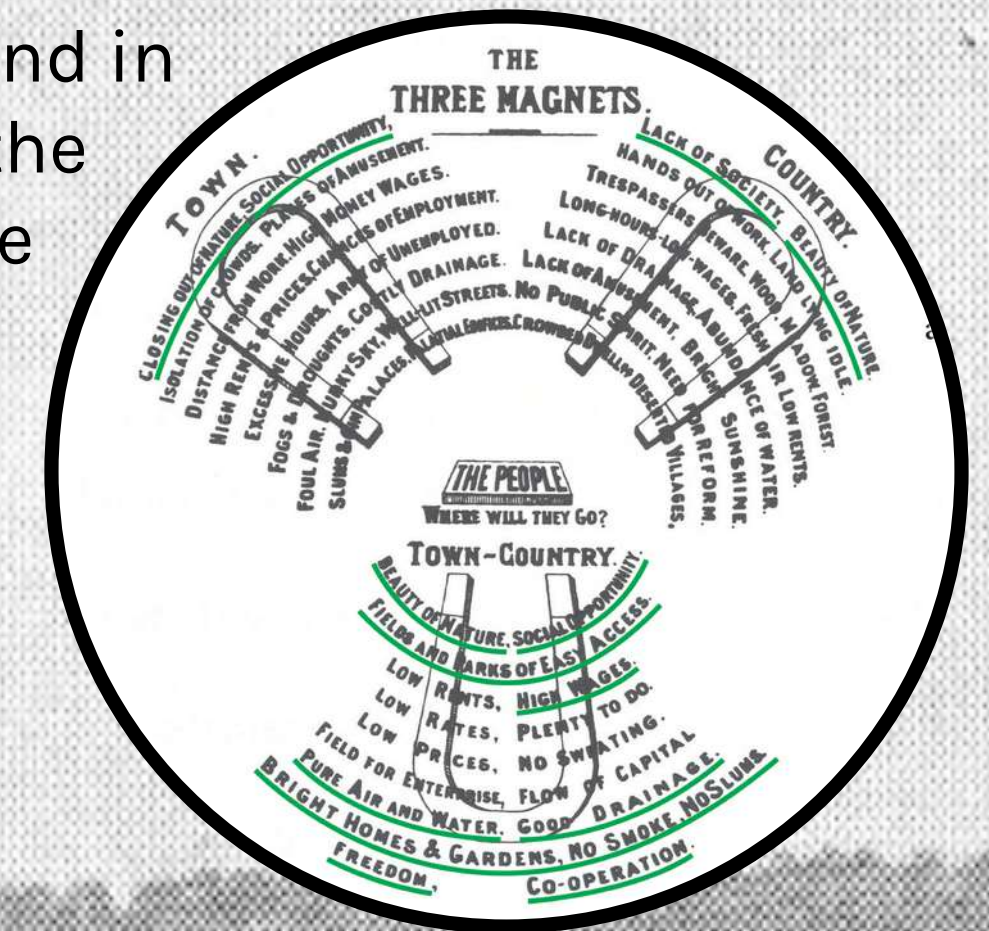 nd in
the
e
THE
THREE MAGNETS.
TOWN.
CLOSING OUT OF NATURE. SOCIAL OPPORTUNITY.
ISOLATION OF CROWDS. PLACES OF AMUSEMENT.
DISTANCE FROM WORK. HIGH MONEY WAGES.
HIGH RENTS & PRICES. CHANCES OF EMPLOYMENT.
EXCESSIVE HOURS. ARMY OF UNEMPLOYED.
FOGS & DROUGHTS. COSTLY DRAINAGE.
FOUL AIR. MURKY SKY. WELL-LIT STREETS.
SLUMS & GIN PALACES.
COUNTRY.
LACK OF SOCIETY. BEAUTY OF NATURE.
HANDS OUT OF WORK. LAND LYING IDLE.
TRESPASSERS BEWARE. WOOD, MEADOW, FOREST.
LONG-HOURS-LOW-WAGES. FRESH AIR LOW RENTS.
LACK OF DRAINAGE. ABUNDANCE OF WATER.
LACK OF AMUSEMENT. BRIGHT SUNSHINE.
NO PUBLIC SPIRIT. NEED FOR REFORM.
CROWDED DESERTED VILLAGES,
THE PEOPLE
WHERE WILL THEY GO?
TOWN-COUNTRY.
BEAUTY OF NATURE, SOCIAL OPPORTUNITY.
FIELDS AND PARKS OF EASY ACCESS.
LOW RENTS, HIGH WAGES.
LOW RATES, PLENTY TO DO.
LOW PRICES, NO SWEATING.
FIELD FOR ENTERPRISE, FLOW OF CAPITAL
PURE AIR AND WATER. GOOD DRAINAGE.
BRIGHT HOMES & GARDENS, NO SMOKE, NO SLUMS.
FREEDOM, CO-OPERATION.